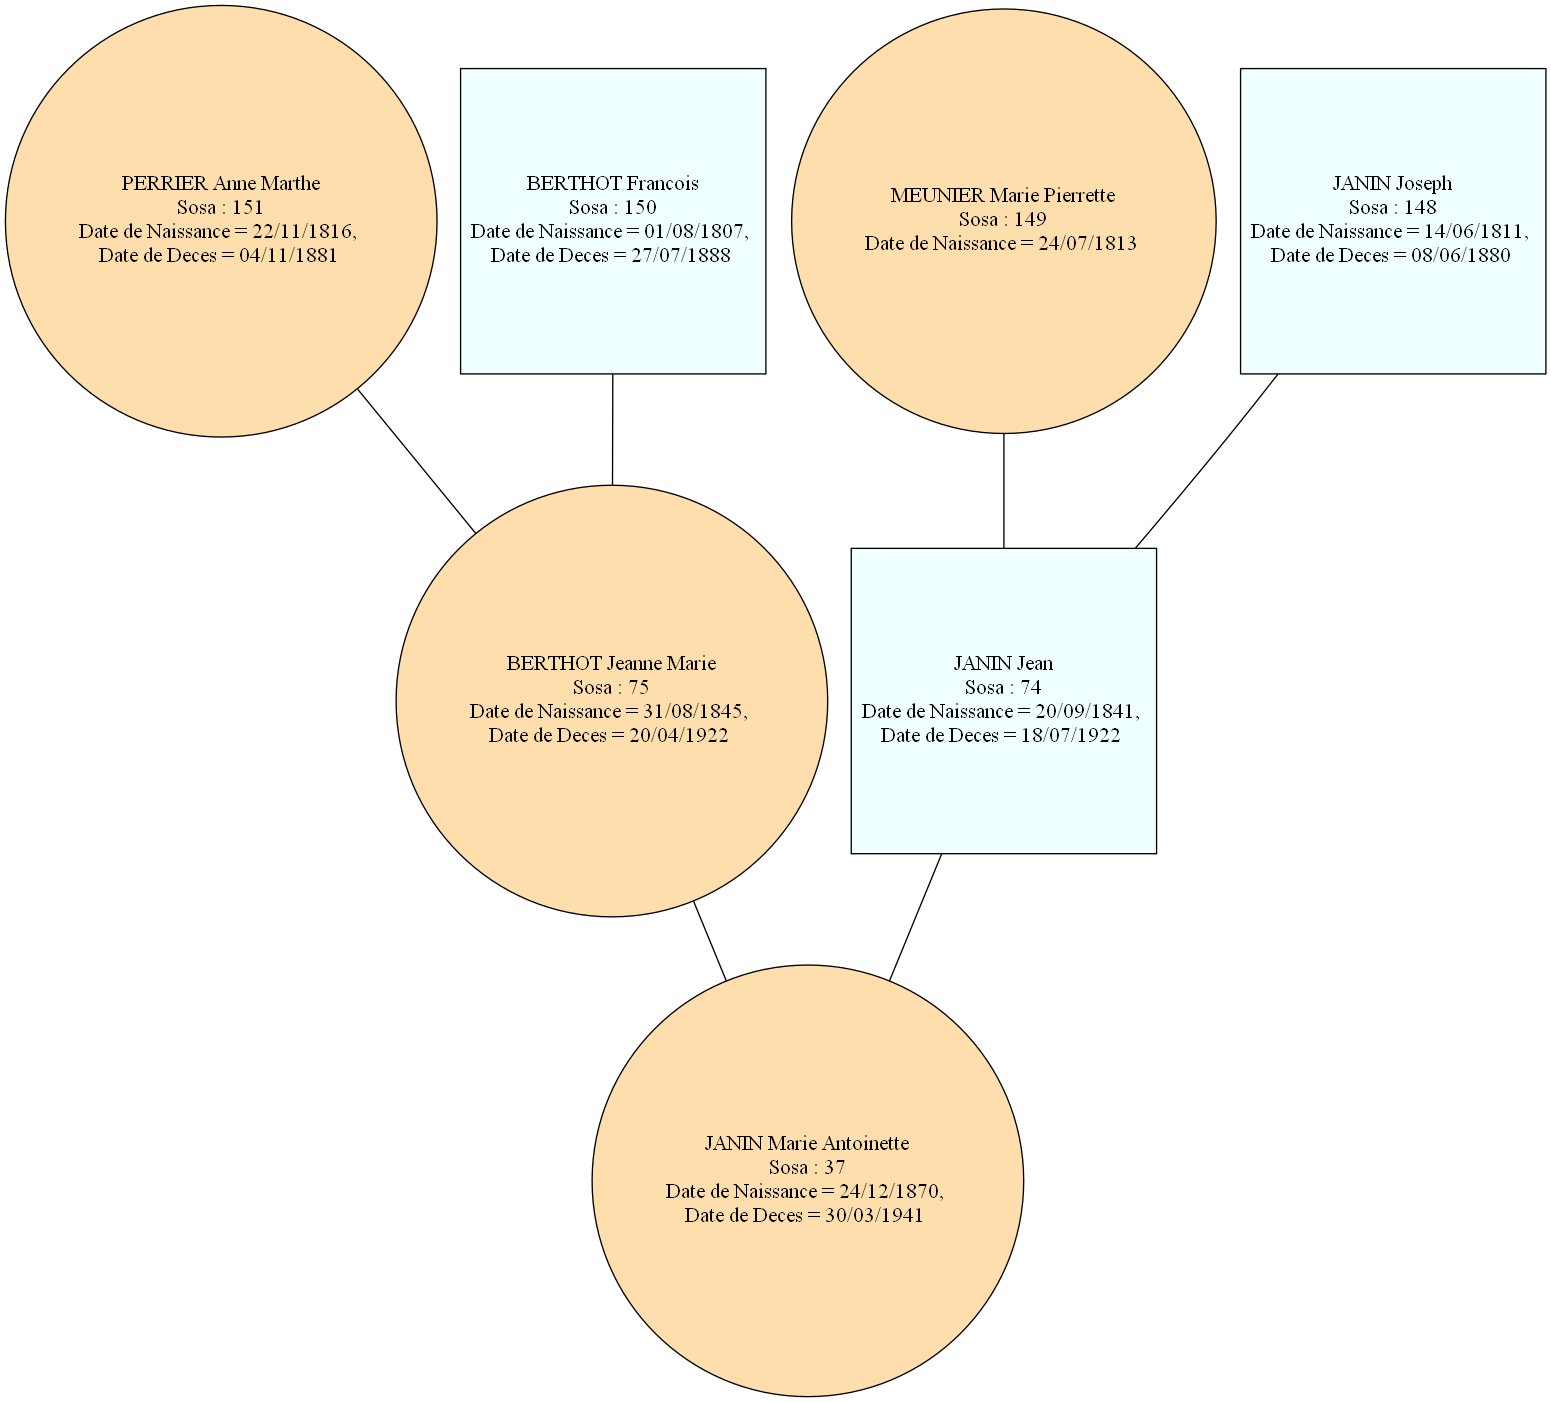 PERRIER Anne Marthe
Sosa : 151
Date de Naissance = 22/11/1816,
Date de Deces = 04/11/1881
BERTHOT Francois
Sosa : 150
Date de Naissance = 01/08/1807,
Date de Deces = 27/07/1888
MEUNIER Marie Pierrette
Sosa : 149
Date de Naissance = 24/07/1813
JANIN Joseph
Sosa : 148
Date de Naissance = 14/06/1811,
Date de Deces = 08/06/1880
BERTHOT Jeanne Marie
Sosa : 75
Date de Naissance = 31/08/1845,
Date de Deces = 20/04/1922
JANIN Jean
Sosa : 74
Date de Naissance = 20/09/1841,
Date de Deces = 18/07/1922
JANIN Marie Antoinette
Sosa : 37
Date de Naissance = 24/12/1870,
Date de Deces = 30/03/1941